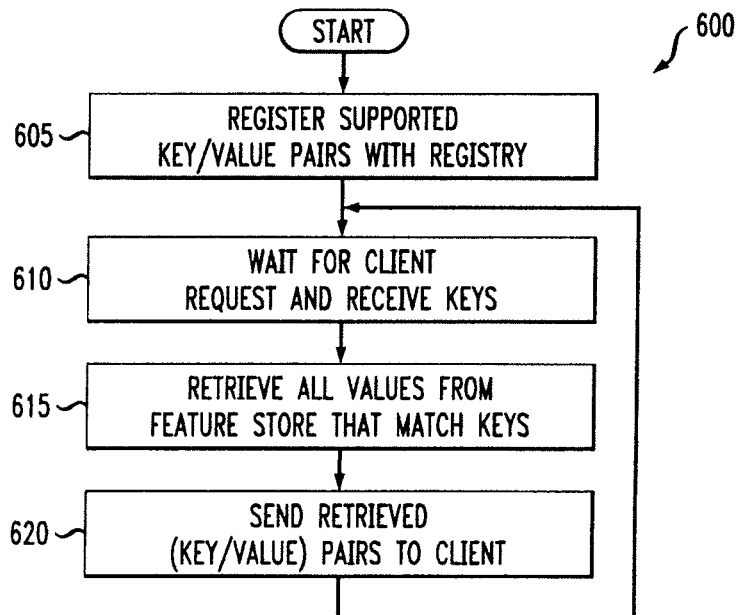 START
600
605
REGISTER SUPPORTED
KEY/VALUE PAIRS WITH REGISTRY
610
WAIT FOR CLIENT
REQUEST AND RECEIVE KEYS
615
RETRIEVE ALL VALUES FROM
FEATURE STORE THAT MATCH KEYS
620
SEND RETRIEVED
(KEY/VALUE) PAIRS TO CLIENT